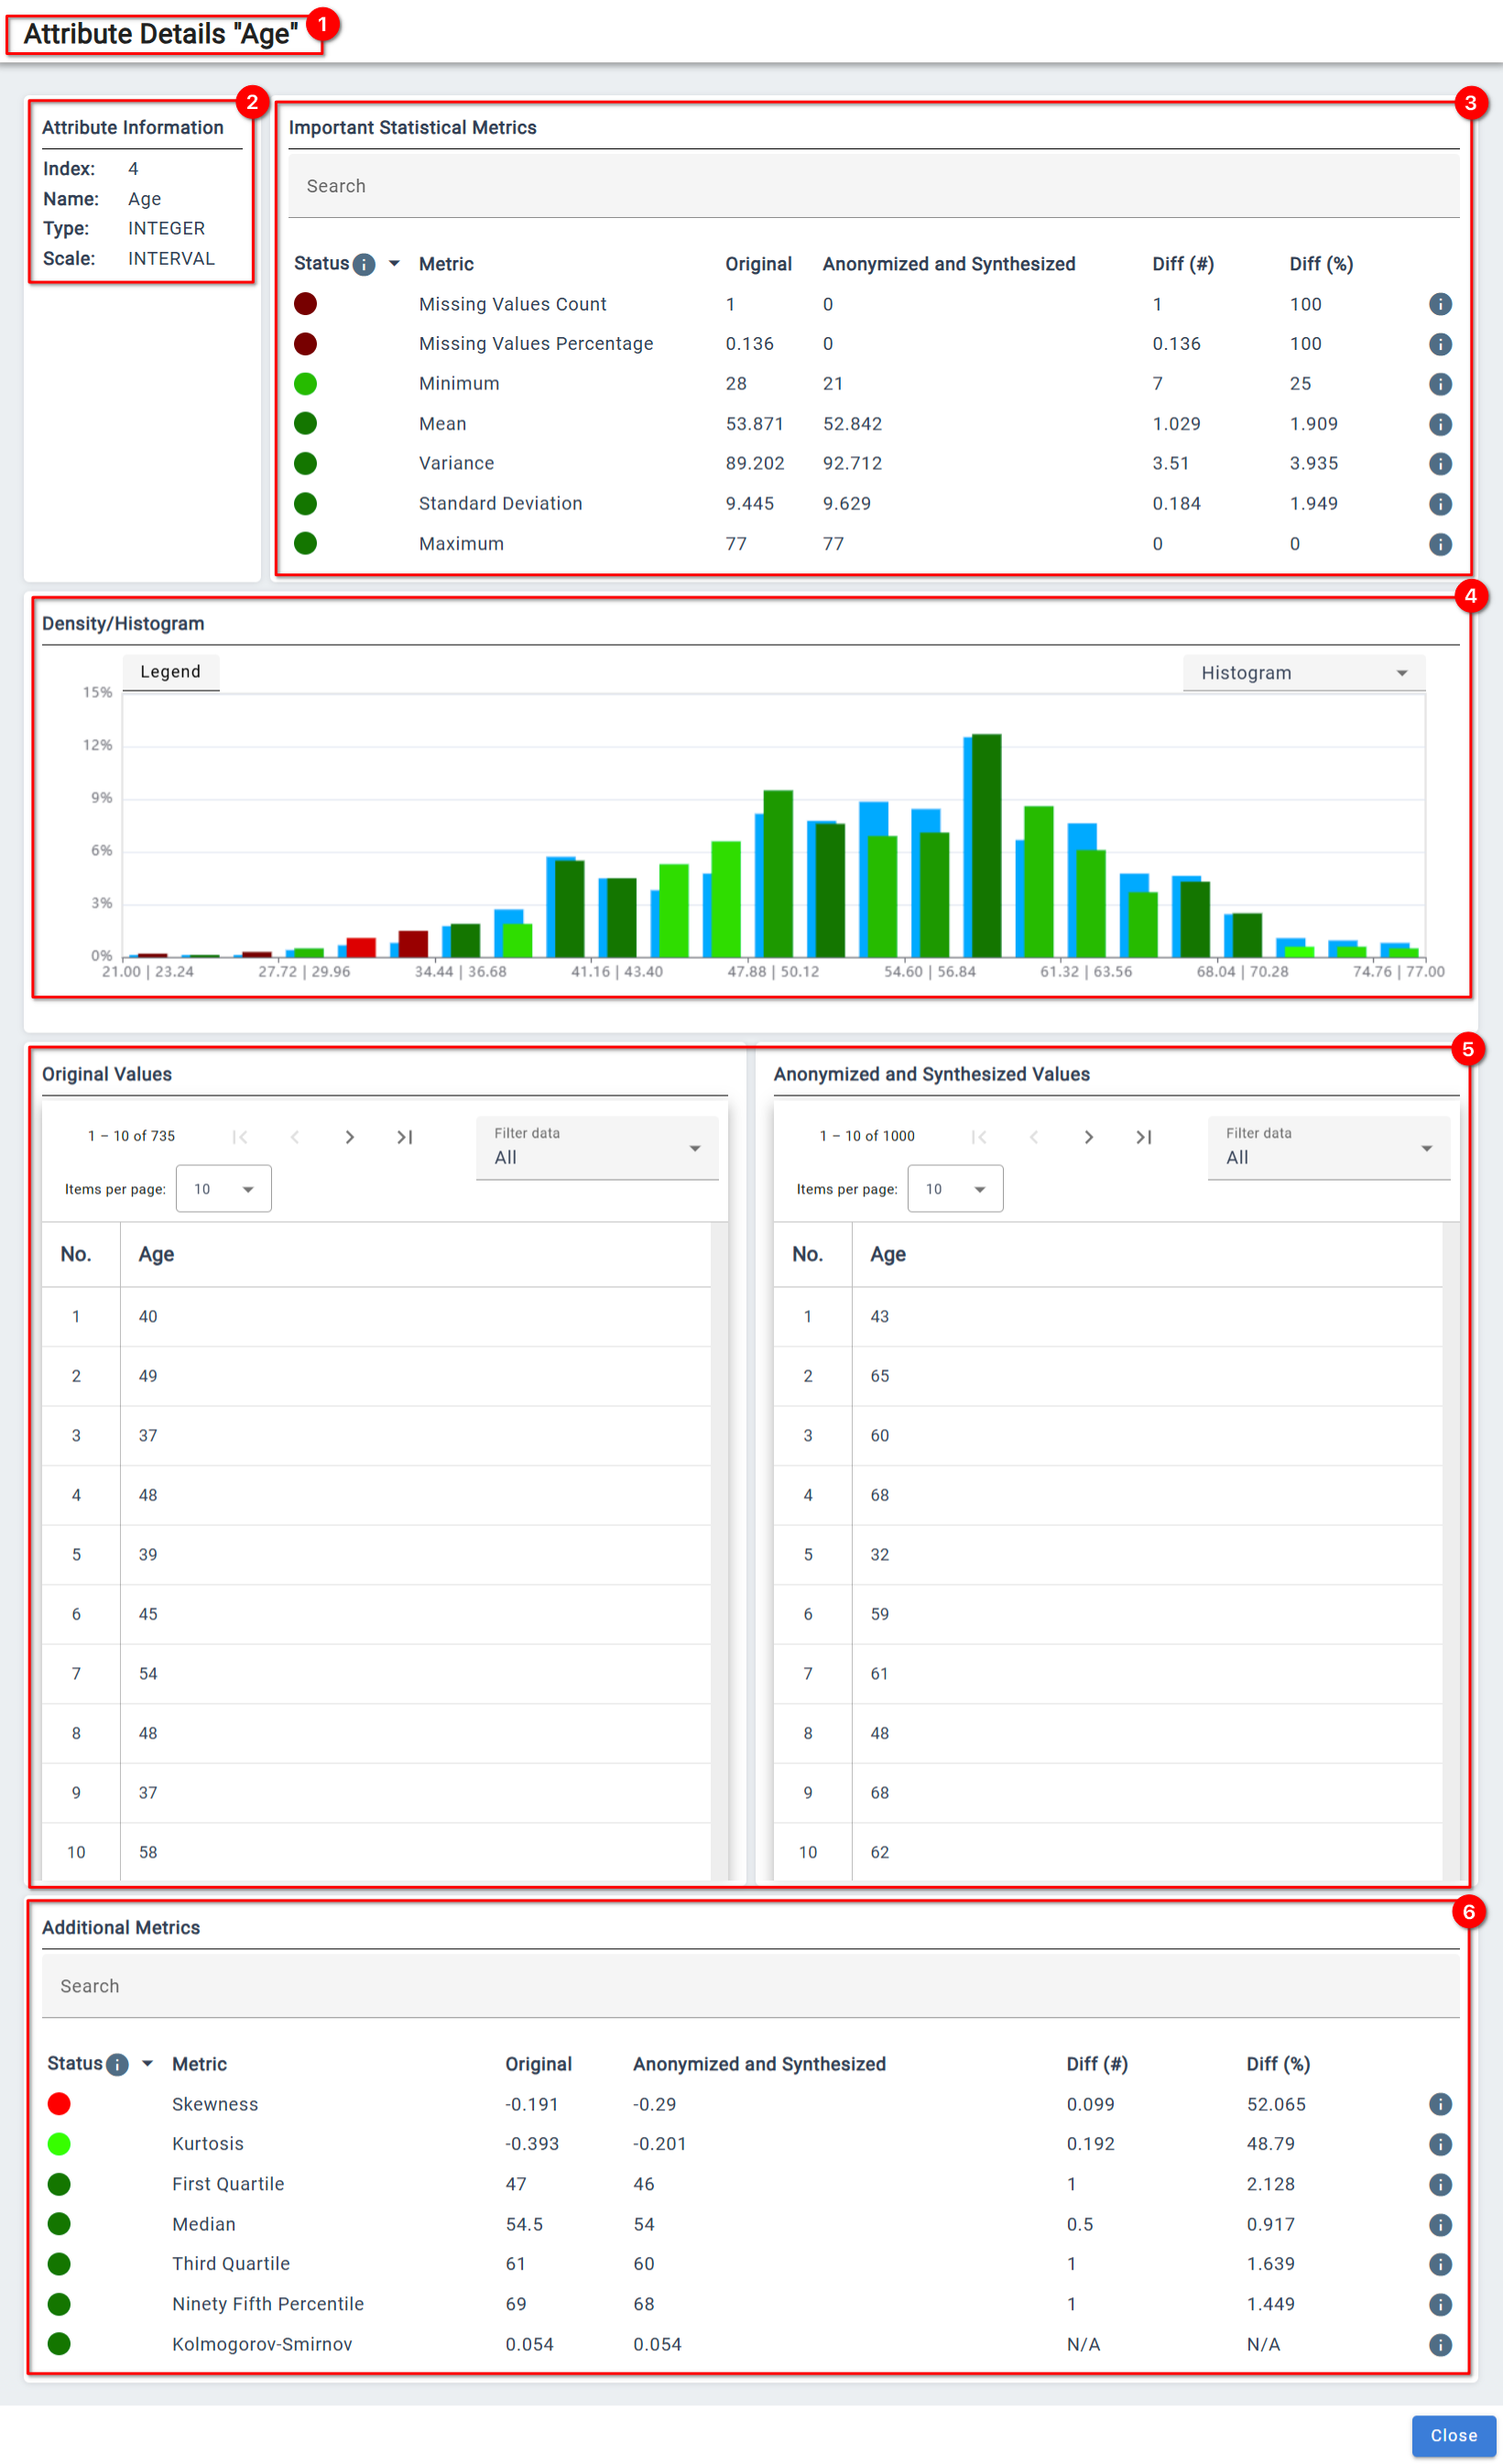 Attribute Details "Age"
1
2
Attribute Information
Index: 4
Name: Age
Type: INTEGER
Scale: INTERVAL
3
Important Statistical Metrics
Search
Status i Metric Original Anonymized and Synthesized Diff (#) Diff (%)
Missing Values Count 1 0 1 100 i
Missing Values Percentage 0.136 0 0.136 100 i
Minimum 28 21 7 25 i
Mean 53.871 52.842 1.029 1.909 i
Variance 89.202 92.712 3.51 3.935 i
Standard Deviation 9.445 9.629 0.184 1.949 i
Maximum 77 77 0 0 i
4
Density/Histogram
Legend Histogram
15%
12%
9%
6%
3%
0%
21.00 | 23.24 27.72 | 29.96 34.44 | 36.68 41.16 | 43.40 47.88 | 50.12 54.60 | 56.84 61.32 | 63.56 68.04 | 70.28 74.76 | 77.00
5
Original Values
1 – 10 of 735
Filter data
All
Items per page: 10
No. Age
1 40
2 49
3 37
4 48
5 39
6 45
7 54
8 48
9 37
10 58
Anonymized and Synthesized Values
1 – 10 of 1000
Filter data
All
Items per page: 10
No. Age
1 43
2 65
3 60
4 68
5 32
6 59
7 61
8 48
9 68
10 62
6
Additional Metrics
Search
Status i Metric Original Anonymized and Synthesized Diff (#) Diff (%)
Skewness -0.191 -0.29 0.099 52.065 i
Kurtosis -0.393 -0.201 0.192 48.79 i
First Quartile 47 46 1 2.128 i
Median 54.5 54 0.5 0.917 i
Third Quartile 61 60 1 1.639 i
Ninety Fifth Percentile 69 68 1 1.449 i
Kolmogorov-Smirnov 0.054 0.054 N/A N/A i
Close